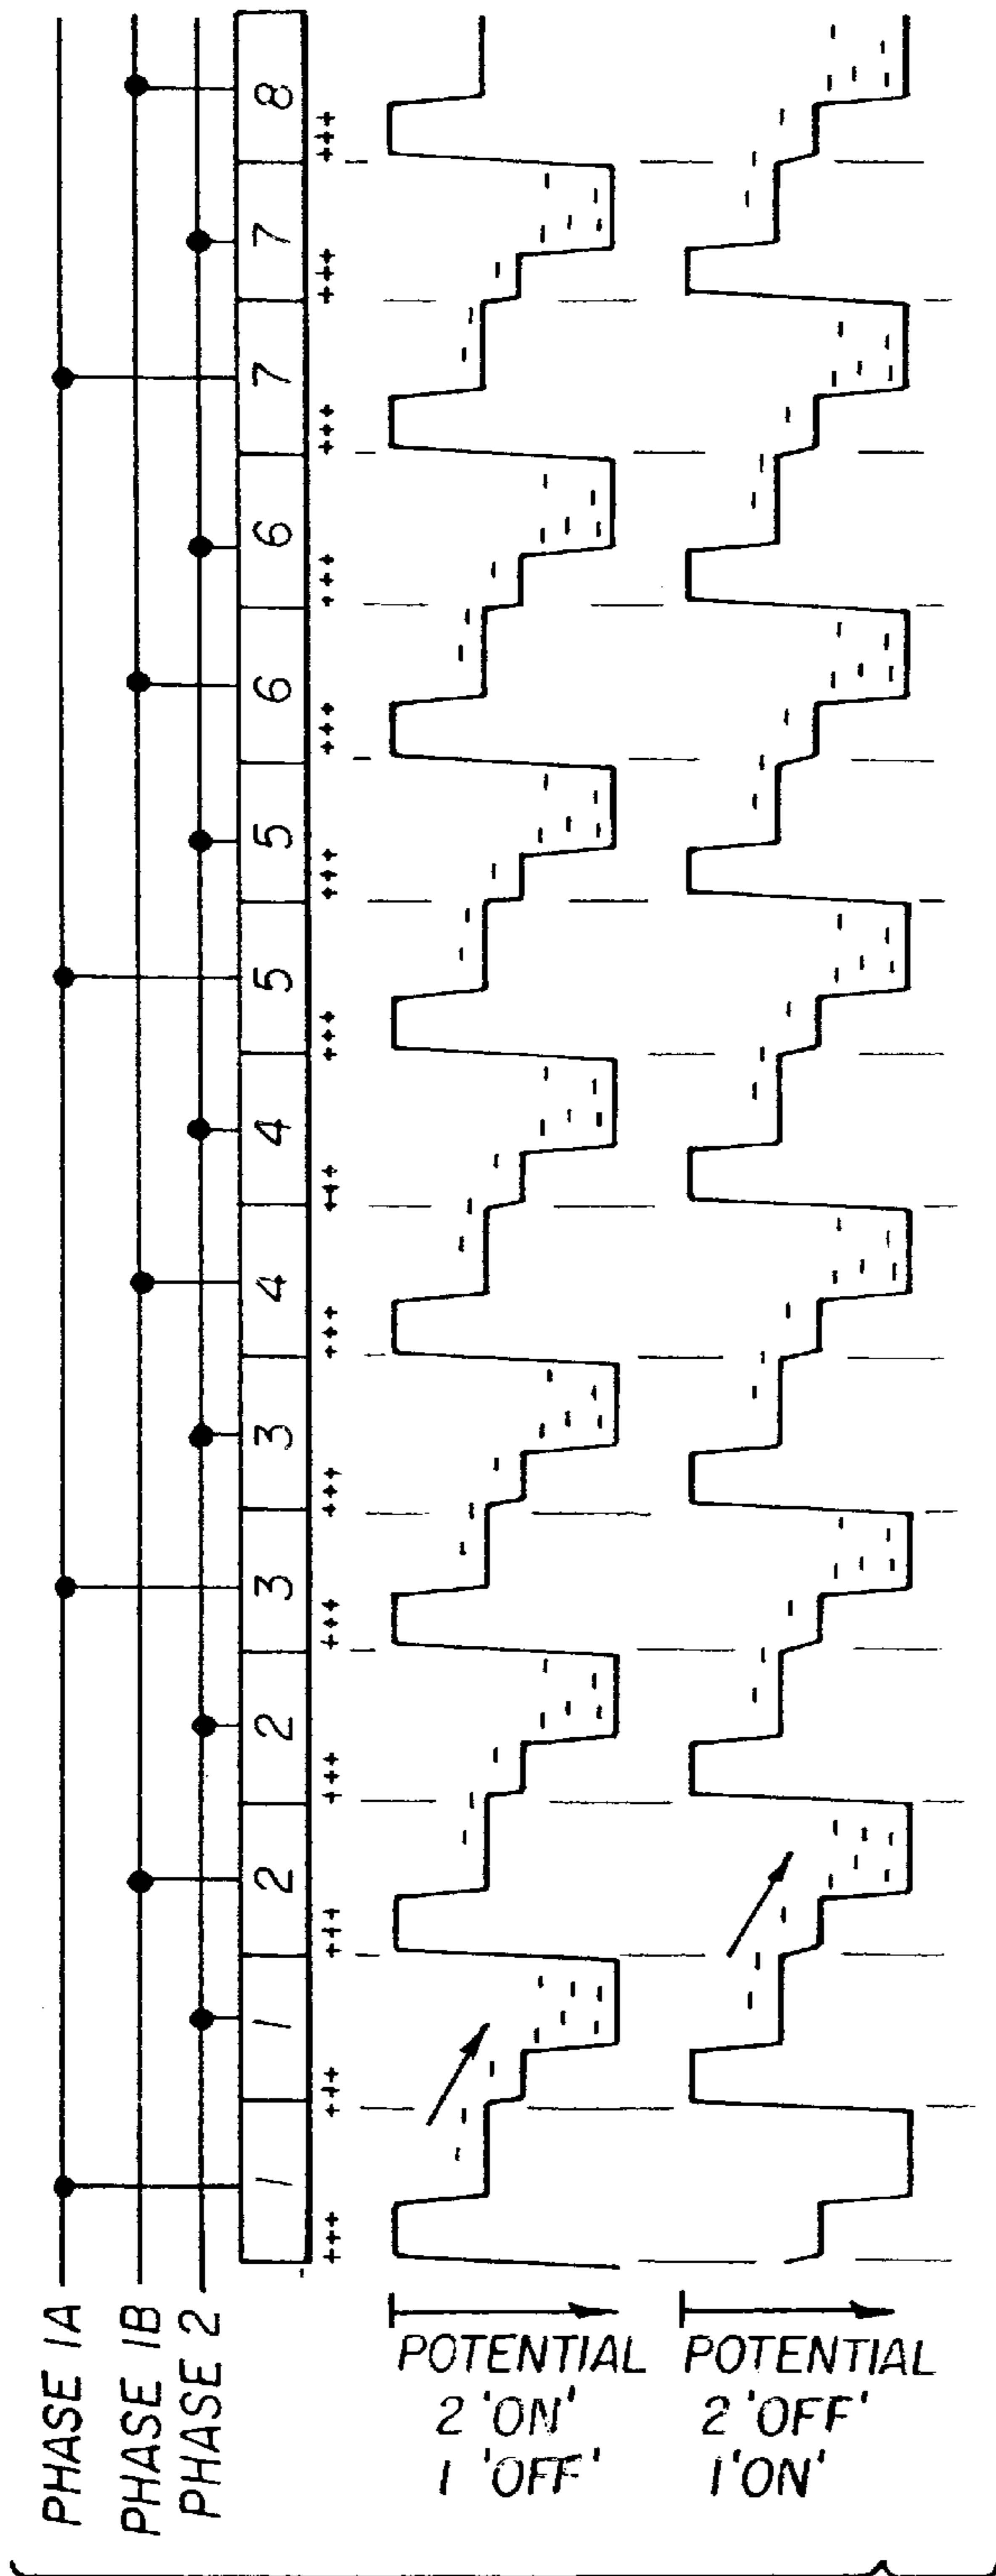 PHASE 1A
PHASE 1B
PHASE 2
1 1 2 2 3 3 4 4 5 5 6 6 7 7 8
+++ +++ +++ +++ +++ +++ +++ +++ +++ +++ +++ +++ +++ +++ +++
POTENTIAL
2 'ON'
1 'OFF'
POTENTIAL
2 'OFF'
1 'ON'